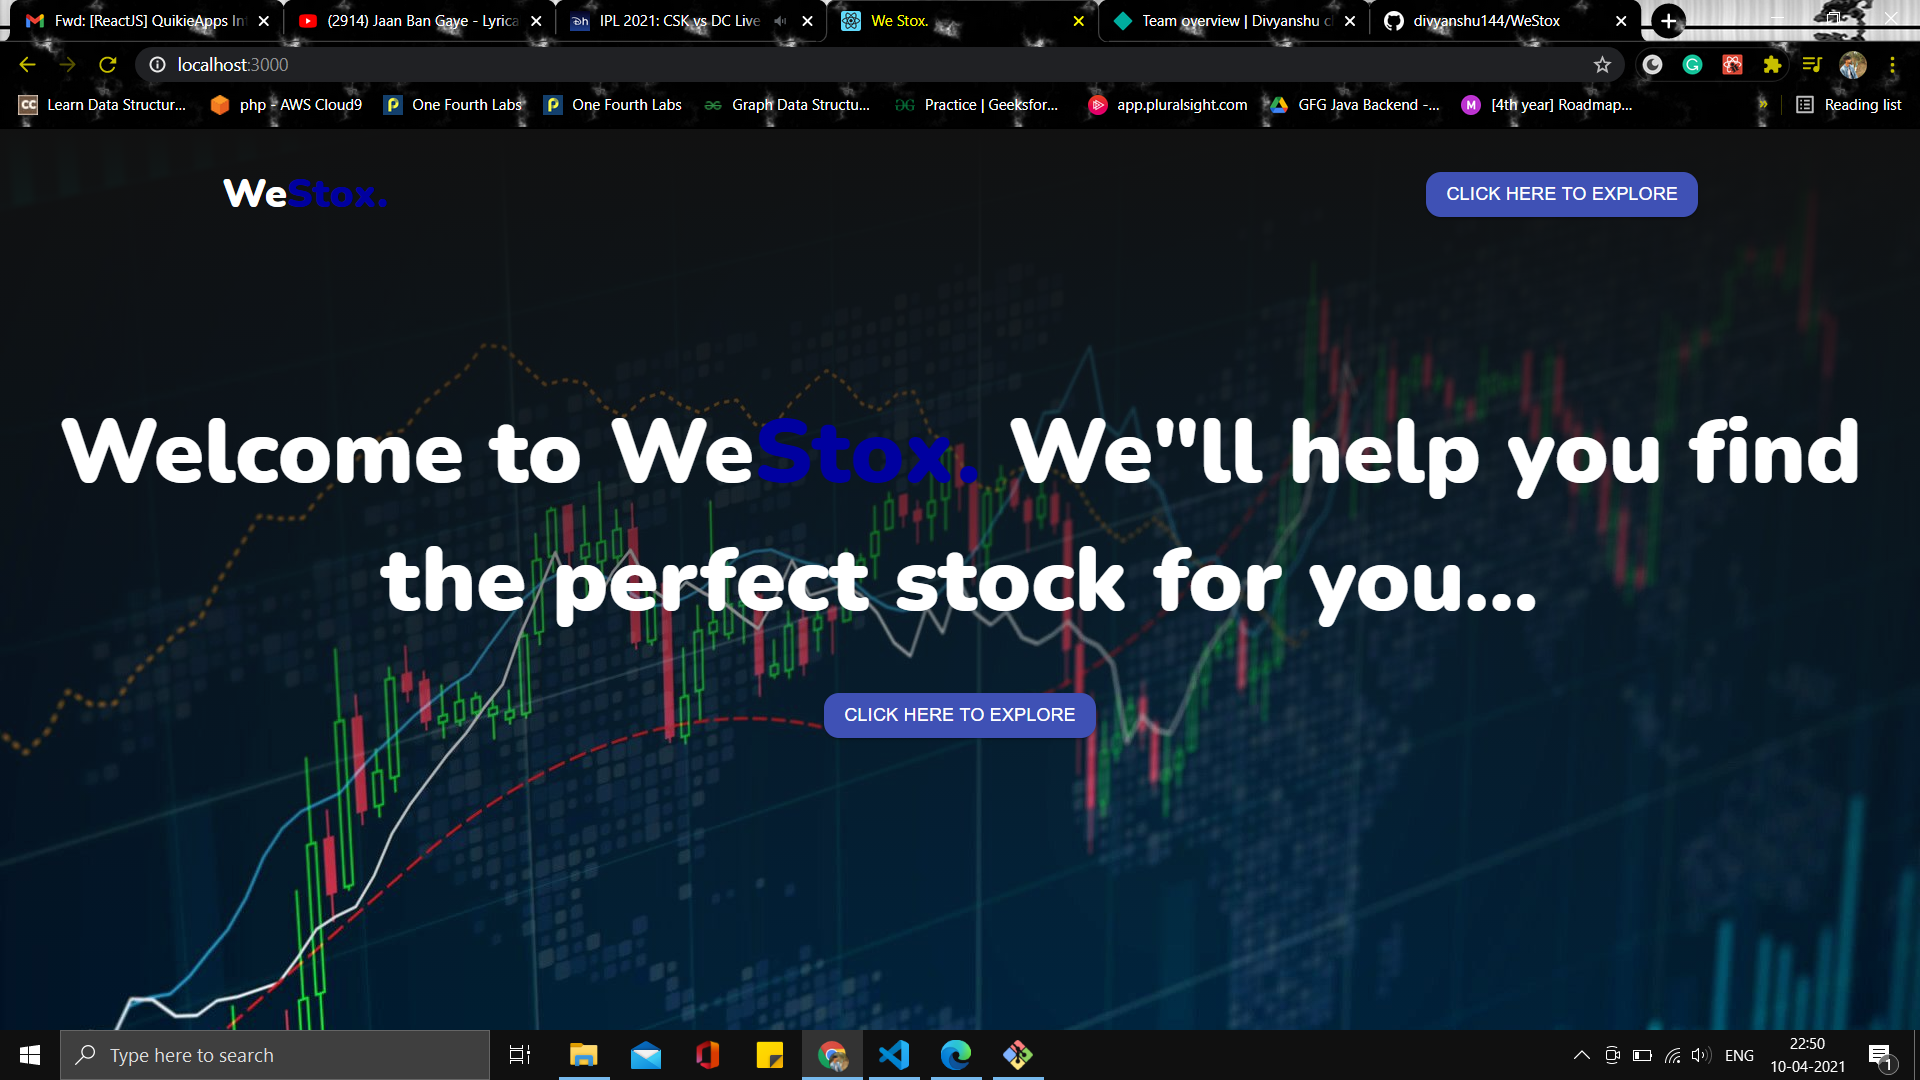 Fwd: [ReactJS] QuikieApps Int
(2914) Jaan Ban Gaye - Lyrica
IPL 2021: CSK vs DC Live
We Stox.
Team overview | Divyanshu c
divyanshu144/WeStox
localhost:3000
Learn Data Structur...
php - AWS Cloud9
One Fourth Labs
One Fourth Labs
Graph Data Structu...
Practice | Geeksfor...
app.pluralsight.com
GFG Java Backend -...
[4th year] Roadmap...
»
Reading list
WeStox.
CLICK HERE TO EXPLORE
Welcome to WeStox. We"ll help you find
the perfect stock for you...
CLICK HERE TO EXPLORE
Type here to search
ENG
22:50
10-04-2021
1